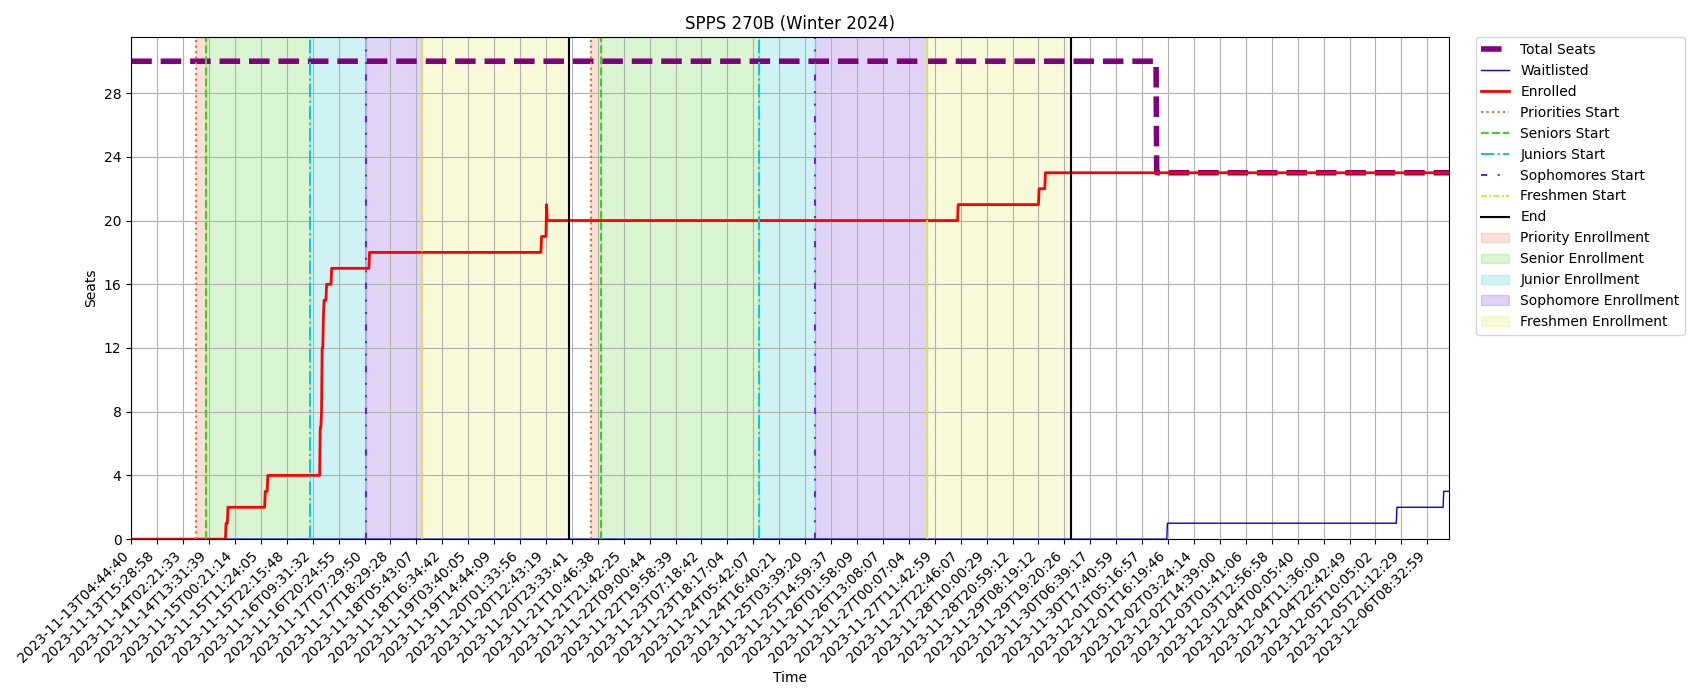 SPPS 270B (Winter 2024)
Seats
28
24
20
16
12
8
4
0
2023-11-13T04:44:40
2023-11-13T15:28:58
2023-11-14T02:21:33
2023-11-14T13:31:39
2023-11-15T00:21:14
2023-11-15T11:24:05
2023-11-15T22:15:48
2023-11-16T09:31:32
2023-11-16T20:24:55
2023-11-17T07:29:50
2023-11-17T18:29:28
2023-11-18T05:43:07
2023-11-18T16:34:42
2023-11-19T03:40:05
2023-11-19T14:44:09
2023-11-20T01:33:56
2023-11-20T12:43:19
2023-11-20T23:33:41
2023-11-21T10:46:38
2023-11-21T21:42:25
2023-11-22T09:00:44
2023-11-22T19:58:39
2023-11-23T07:18:42
2023-11-23T18:17:04
2023-11-24T05:42:07
2023-11-24T16:40:21
2023-11-25T03:39:20
2023-11-25T14:59:37
2023-11-26T01:58:09
2023-11-26T13:08:07
2023-11-27T00:07:04
2023-11-27T11:42:59
2023-11-27T22:46:07
2023-11-28T10:00:29
2023-11-28T20:59:12
2023-11-29T08:19:12
2023-11-29T19:20:26
2023-11-30T06:39:17
2023-11-30T17:40:59
2023-12-01T05:16:57
2023-12-01T16:19:46
2023-12-02T03:24:14
2023-12-02T14:39:00
2023-12-03T01:41:06
2023-12-03T12:56:58
2023-12-04T00:05:40
2023-12-04T11:36:00
2023-12-04T22:42:49
2023-12-05T10:05:02
2023-12-05T21:12:29
2023-12-06T08:32:59
Time
Total Seats
Waitlisted
Enrolled
Priorities Start
Seniors Start
Juniors Start
Sophomores Start
Freshmen Start
End
Priority Enrollment
Senior Enrollment
Junior Enrollment
Sophomore Enrollment
Freshmen Enrollment